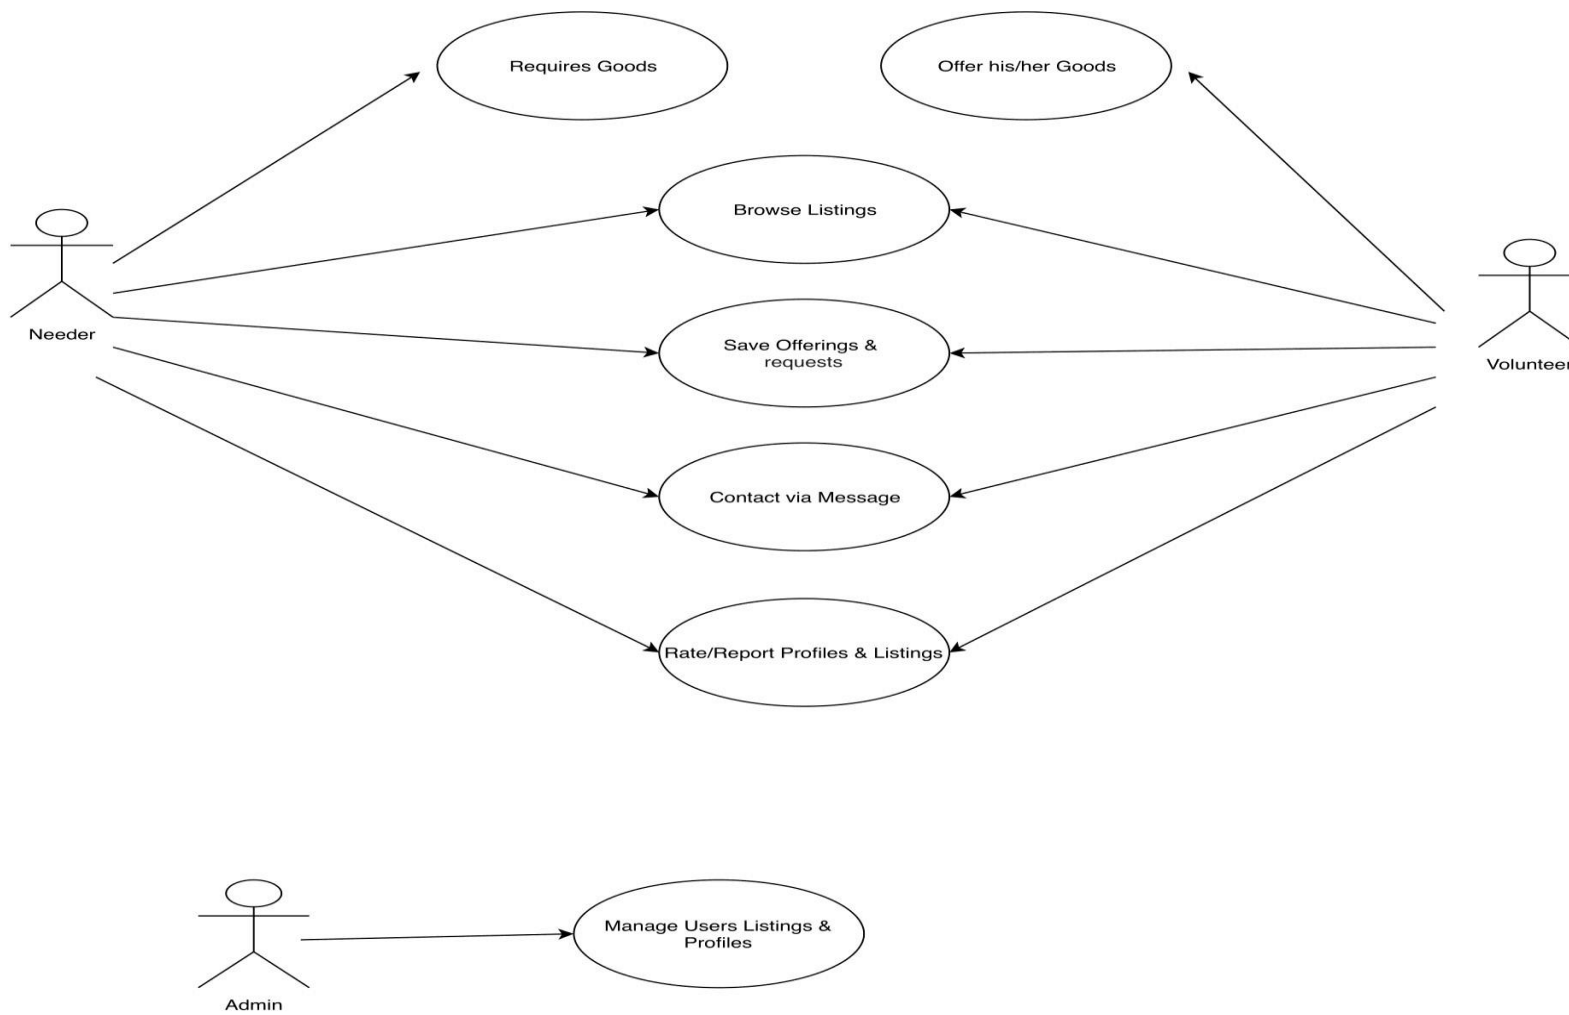 Requires Goods
Offer his/her Goods
Browse Listings
Needer
Save Offerings &
requests
Volunteer
Contact via Message
Rate/Report Profiles & Listings
Manage Users Listings &
Profiles
Admin